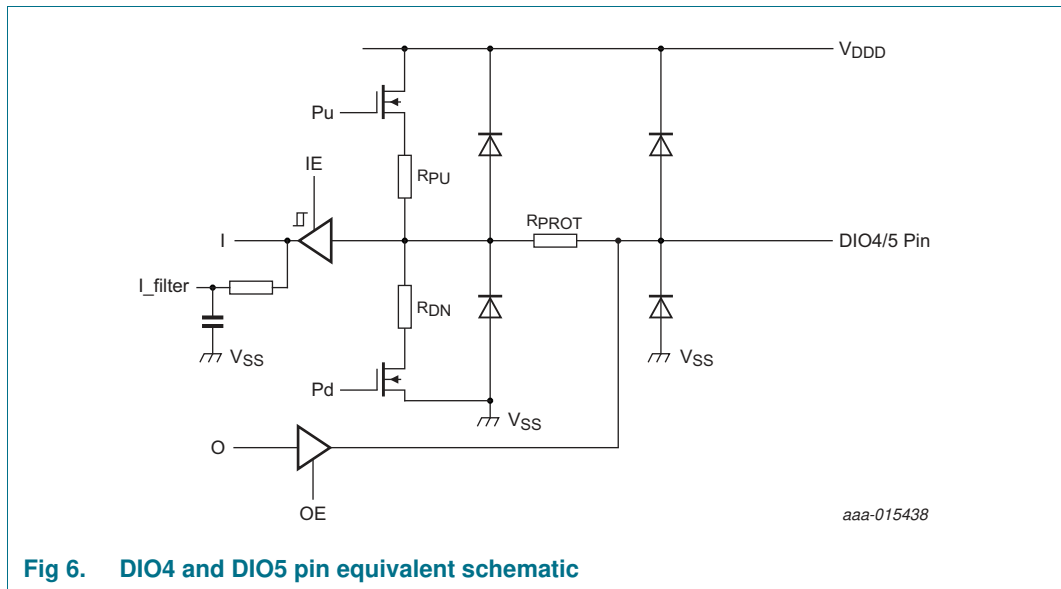 VDDD
Pu
IE
RPU
RPROT
I
DIO4/5 Pin
I_filter
RDN
VSS
VSS
Pd
VSS
O
OE
aaa-015438
Fig 6. DIO4 and DIO5 pin equivalent schematic